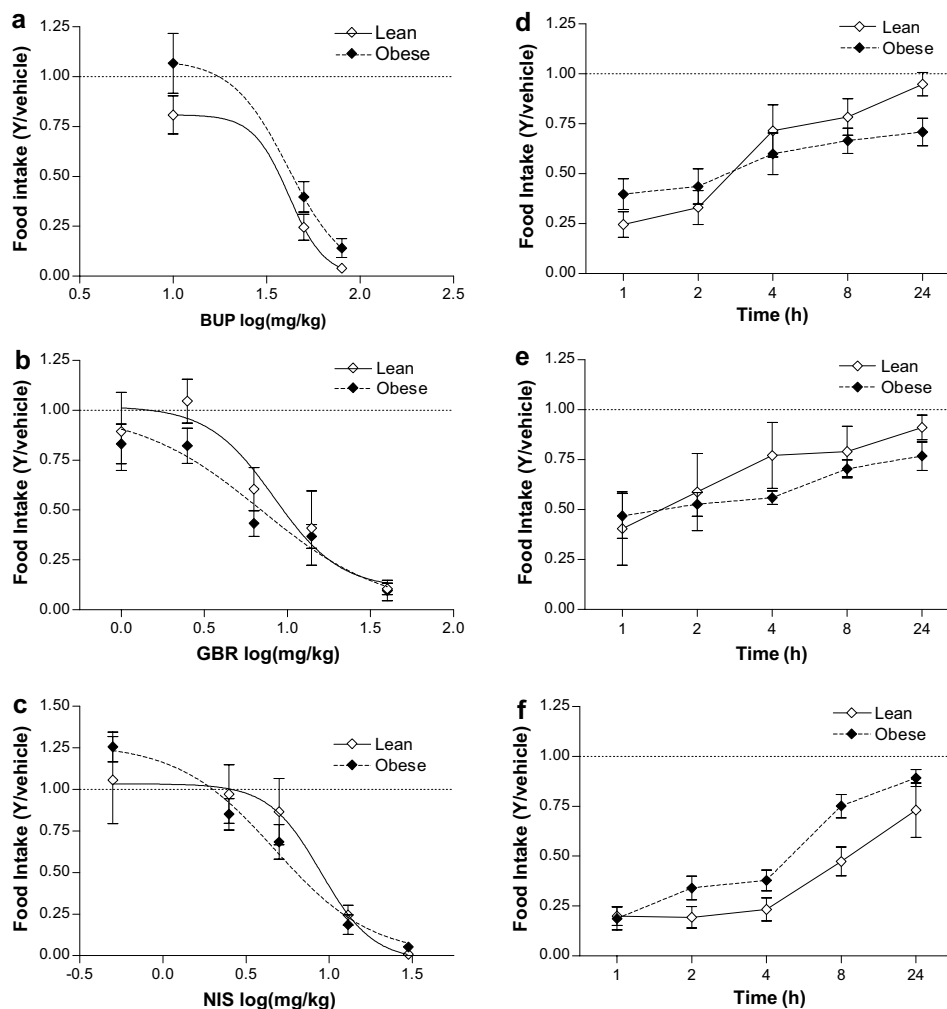 a
Lean
Obese
Food intake (Y/vehicle)
1.25
1.00
0.75
0.50
0.25
0.00
0.5
1.0
1.5
2.0
2.5
BUP log(mg/kg)
d
Lean
Obese
Food Intake (Y/vehicle)
1.25
1.00
0.75
0.50
0.25
0.00
1
2
4
8
24
Time (h)
b
Lean
Obese
Food Intake (Y/vehicle)
1.25
1.00
0.75
0.50
0.25
0.00
0.0
0.5
1.0
1.5
2.0
GBR log(mg/kg)
e
Lean
Obese
Food Intake (Y/vehicle)
1.25
1.00
0.75
0.50
0.25
0.00
1
2
4
8
24
Time (h)
c
Lean
Obese
Food Intake (Y/vehicle)
1.50
1.25
1.00
0.75
0.50
0.25
0.00
-0.5
0.0
0.5
1.0
1.5
NIS log(mg/kg)
f
Lean
Obese
Food Intake (Y/vehicle)
1.25
1.00
0.75
0.50
0.25
0.00
1
2
4
8
24
Time (h)